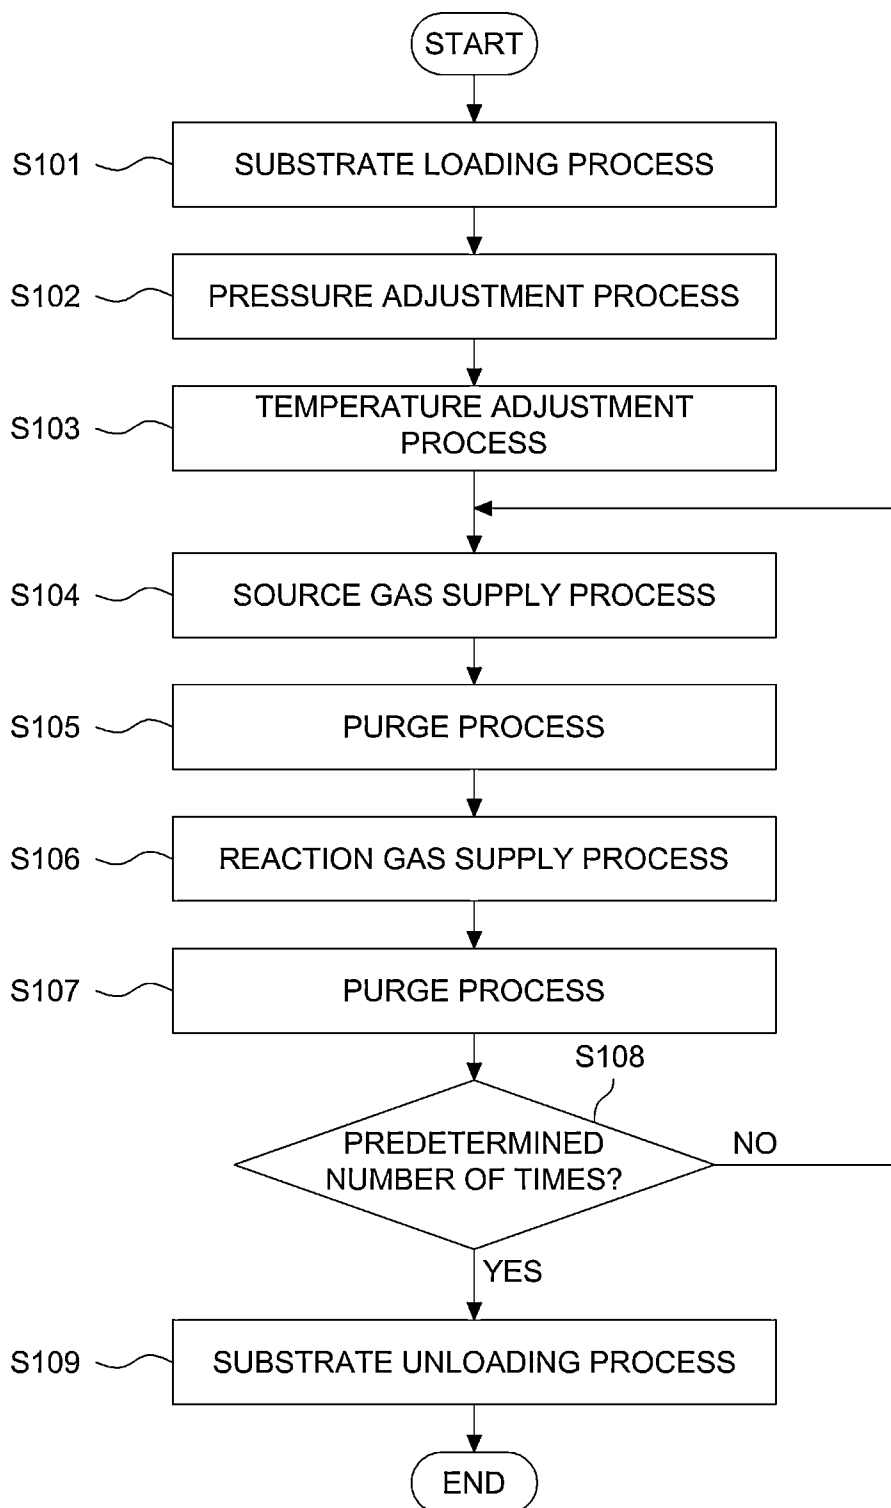 START
S101
SUBSTRATE LOADING PROCESS
S102
PRESSURE ADJUSTMENT PROCESS
S103
TEMPERATURE ADJUSTMENT
PROCESS
S104
SOURCE GAS SUPPLY PROCESS
S105
PURGE PROCESS
S106
REACTION GAS SUPPLY PROCESS
S107
PURGE PROCESS
S108
PREDETERMINED
NUMBER OF TIMES?
NO
YES
S109
SUBSTRATE UNLOADING PROCESS
END